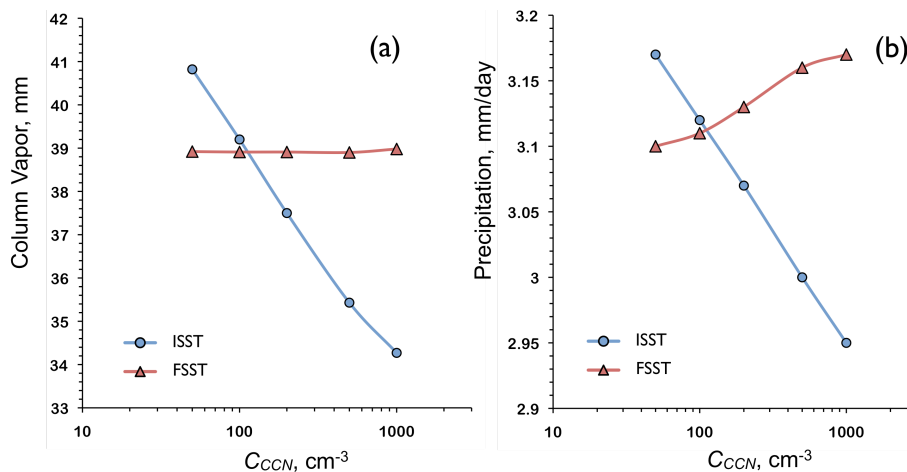 (a)
Column Vapor, mm
42
41
40
39
38
37
36
35
34
33
ISST
FSST
10
100
1000
C_CCN, cm⁻³
(b)
Precipitation, mm/day
3.2
3.15
3.1
3.05
3
2.95
2.9
ISST
FSST
10
100
1000
C_CCN, cm⁻³